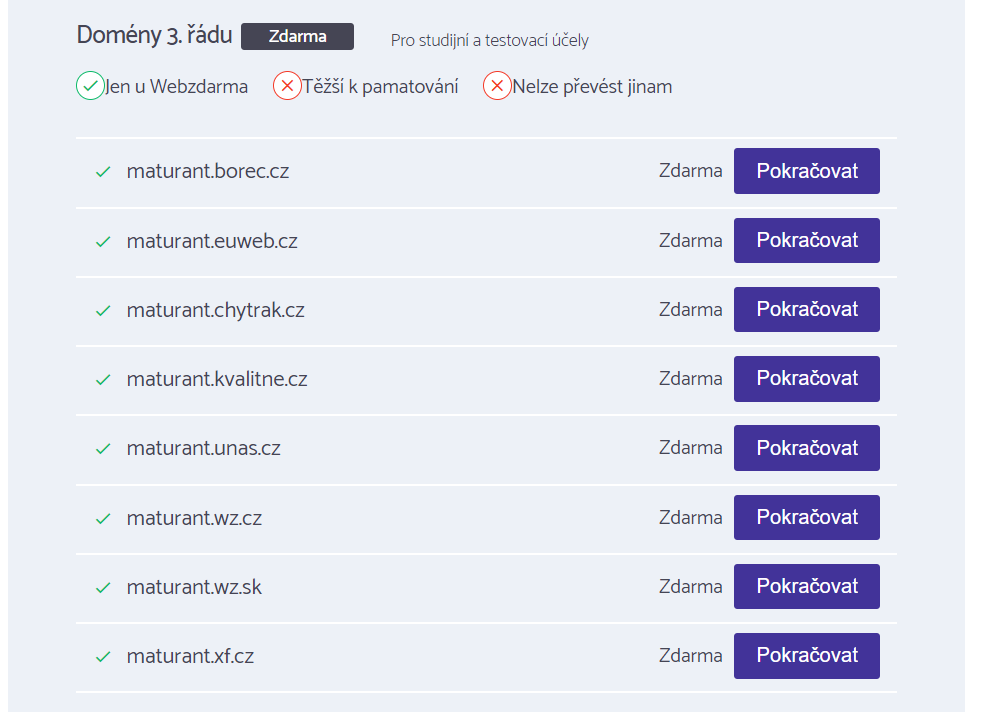 Domény 3. řádu Zdarma Pro studijní a testovací účely
Jen u Webzdarma Těžší k pamatování Nelze převést jinam
maturant.borec.cz Zdarma Pokračovat
maturant.euweb.cz Zdarma Pokračovat
maturant.chytrak.cz Zdarma Pokračovat
maturant.kvalitne.cz Zdarma Pokračovat
maturant.unas.cz Zdarma Pokračovat
maturant.wz.cz Zdarma Pokračovat
maturant.wz.sk Zdarma Pokračovat
maturant.xf.cz Zdarma Pokračovat